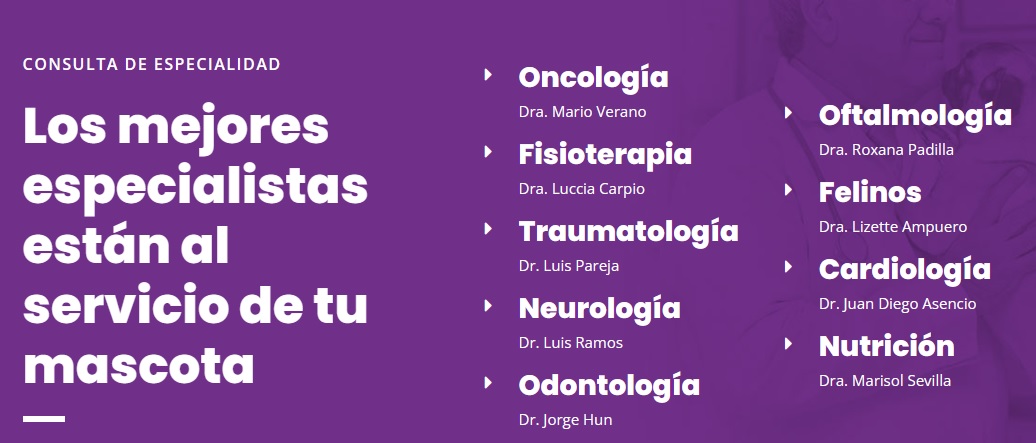 CONSULTA DE ESPECIALIDAD
Los mejores
especialistas
están al
servicio de tu
mascota
Oncología
Dra. Mario Verano
Fisioterapia
Dra. Luccia Carpio
Traumatología
Dr. Luis Pareja
Neurología
Dr. Luis Ramos
Odontología
Dr. Jorge Hun
Oftalmología
Dra. Roxana Padilla
Felinos
Dra. Lizette Ampuero
Cardiología
Dr. Juan Diego Asencio
Nutrición
Dra. Marisol Sevilla